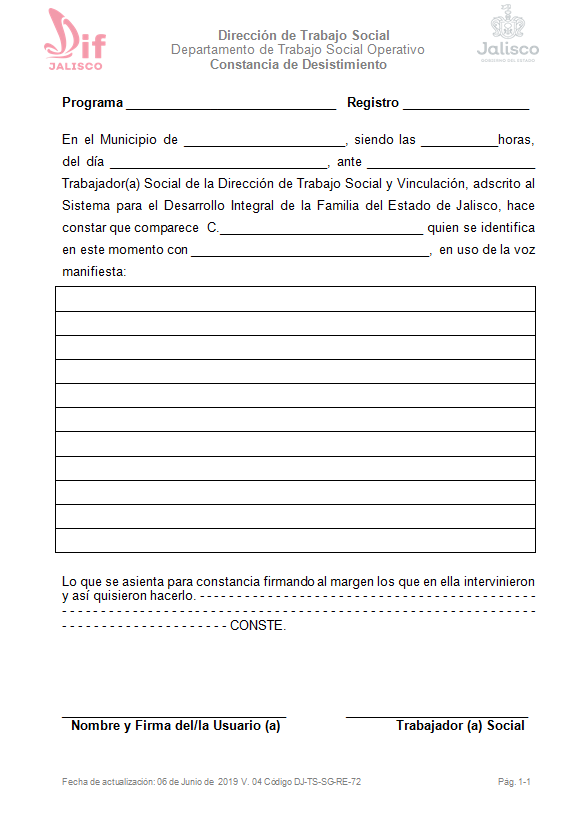 Dif
JALISCO
Dirección de Trabajo Social
Departamento de Trabajo Social Operativo
Constancia de Desistimiento
Jalisco
GOBIERNO DEL ESTADO
Programa ______________________________ Registro __________________
En el Municipio de _______________________, siendo las ___________horas,
del día _______________________________, ante ________________________
Trabajador(a) Social de la Dirección de Trabajo Social y Vinculación, adscrito al
Sistema para el Desarrollo Integral de la Familia del Estado de Jalisco, hace
constar que comparece C.______________________________ quien se identifica
en este momento con __________________________________, en uso de la voz
manifiesta:
Lo que se asienta para constancia firmando al margen los que en ella intervinieron
y así quisieron hacerlo. - - - - - - - - - - - - - - - - - - - - - - - - - - - - - - - - - - - - - - - - - - -
- - - - - - - - - - - - - - - - - - - - - - - - - - - - - - - - - - - - - - - - - - - - - - - - - - - - - - - - - - - - -
- - - - - - - - - - - - - - - - - - - - - CONSTE.
________________________________ __________________________
Nombre y Firma del/la Usuario (a) Trabajador (a) Social
Fecha de actualización: 06 de Junio de 2019 V. 04 Código DJ-TS-SG-RE-72 Pág. 1-1